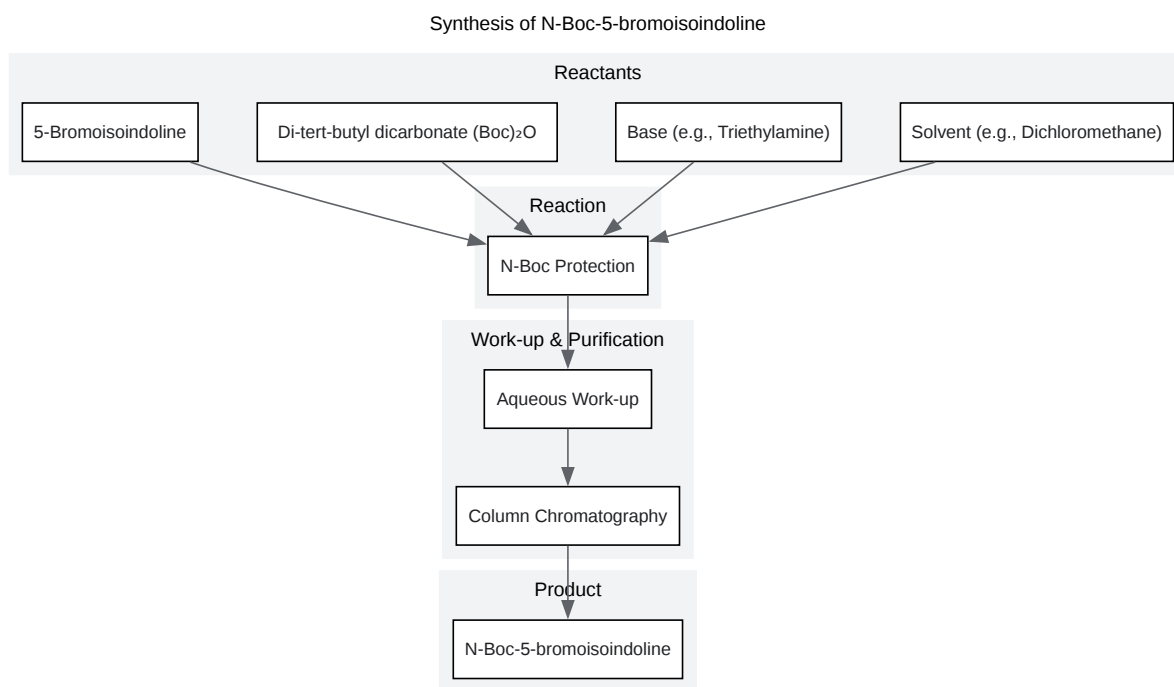 Synthesis of N-Boc-5-bromoisoindoline
Reactants
5-Bromoisoindoline
Di-tert-butyl dicarbonate (Boc)₂O
Base (e.g., Triethylamine)
Solvent (e.g., Dichloromethane)
Reaction
N-Boc Protection
Work-up & Purification
Aqueous Work-up
Column Chromatography
Product
N-Boc-5-bromoisoindoline